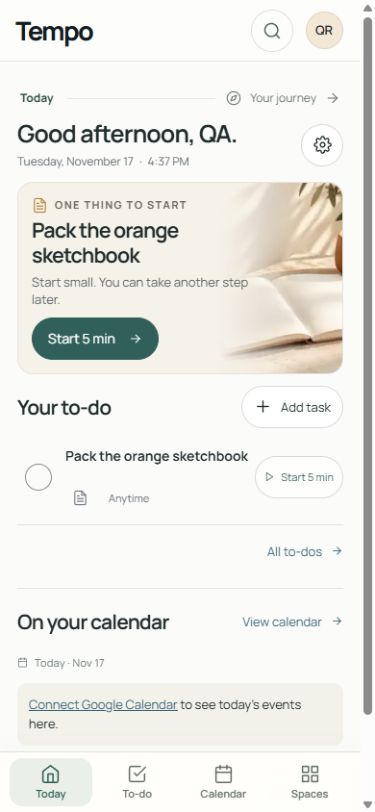 Tempo
QR
Today
Your journey
Good afternoon, QA.
Tuesday, November 17 · 4:37 PM
ONE THING TO START
Pack the orange
sketchbook
Start small. You can take another step
later.
Start 5 min
Your to-do
Add task
Pack the orange sketchbook
Start 5 min
Anytime
All to-dos
On your calendar
View calendar
Today · Nov 17
Connect Google Calendar to see today's events
here.
Today
To-do
Calendar
Spaces